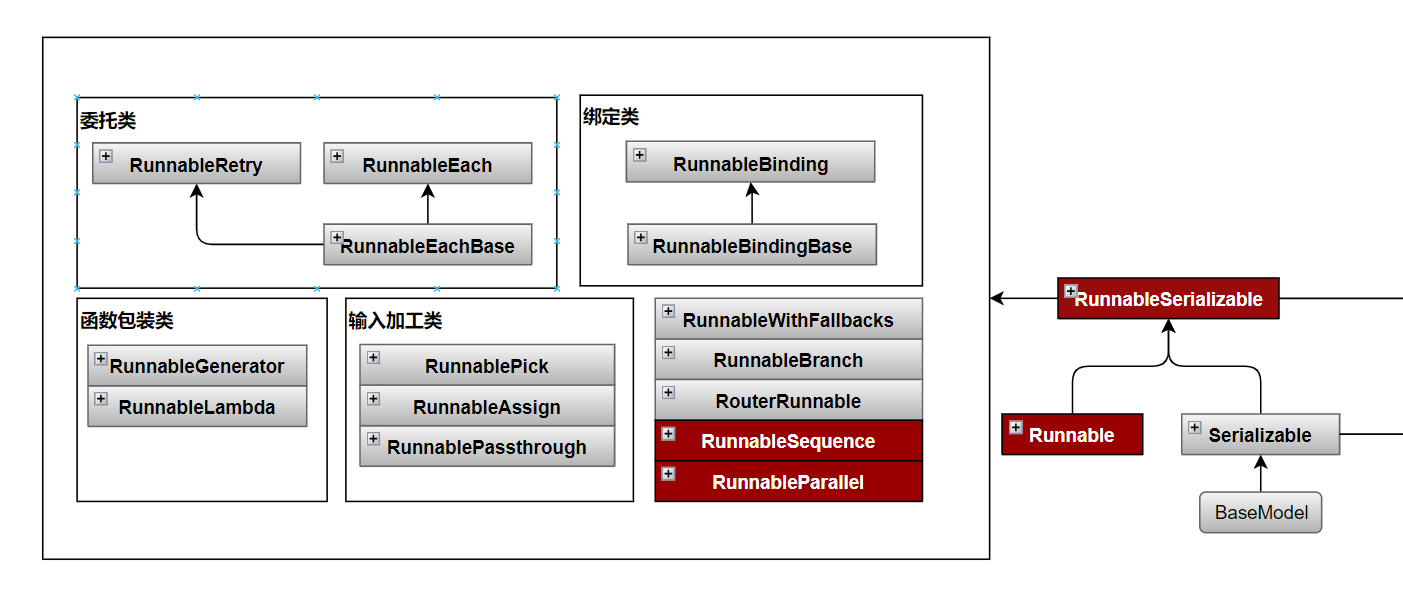 委托类
RunnableRetry
RunnableEach
RunnableEachBase
绑定类
RunnableBinding
RunnableBindingBase
函数包装类
RunnableGenerator
RunnableLambda
输入加工类
RunnablePick
RunnableAssign
RunnablePassthrough
RunnableWithFallbacks
RunnableBranch
RouterRunnable
RunnableSequence
RunnableParallel
RunnableSerializable
Runnable
Serializable
BaseModel